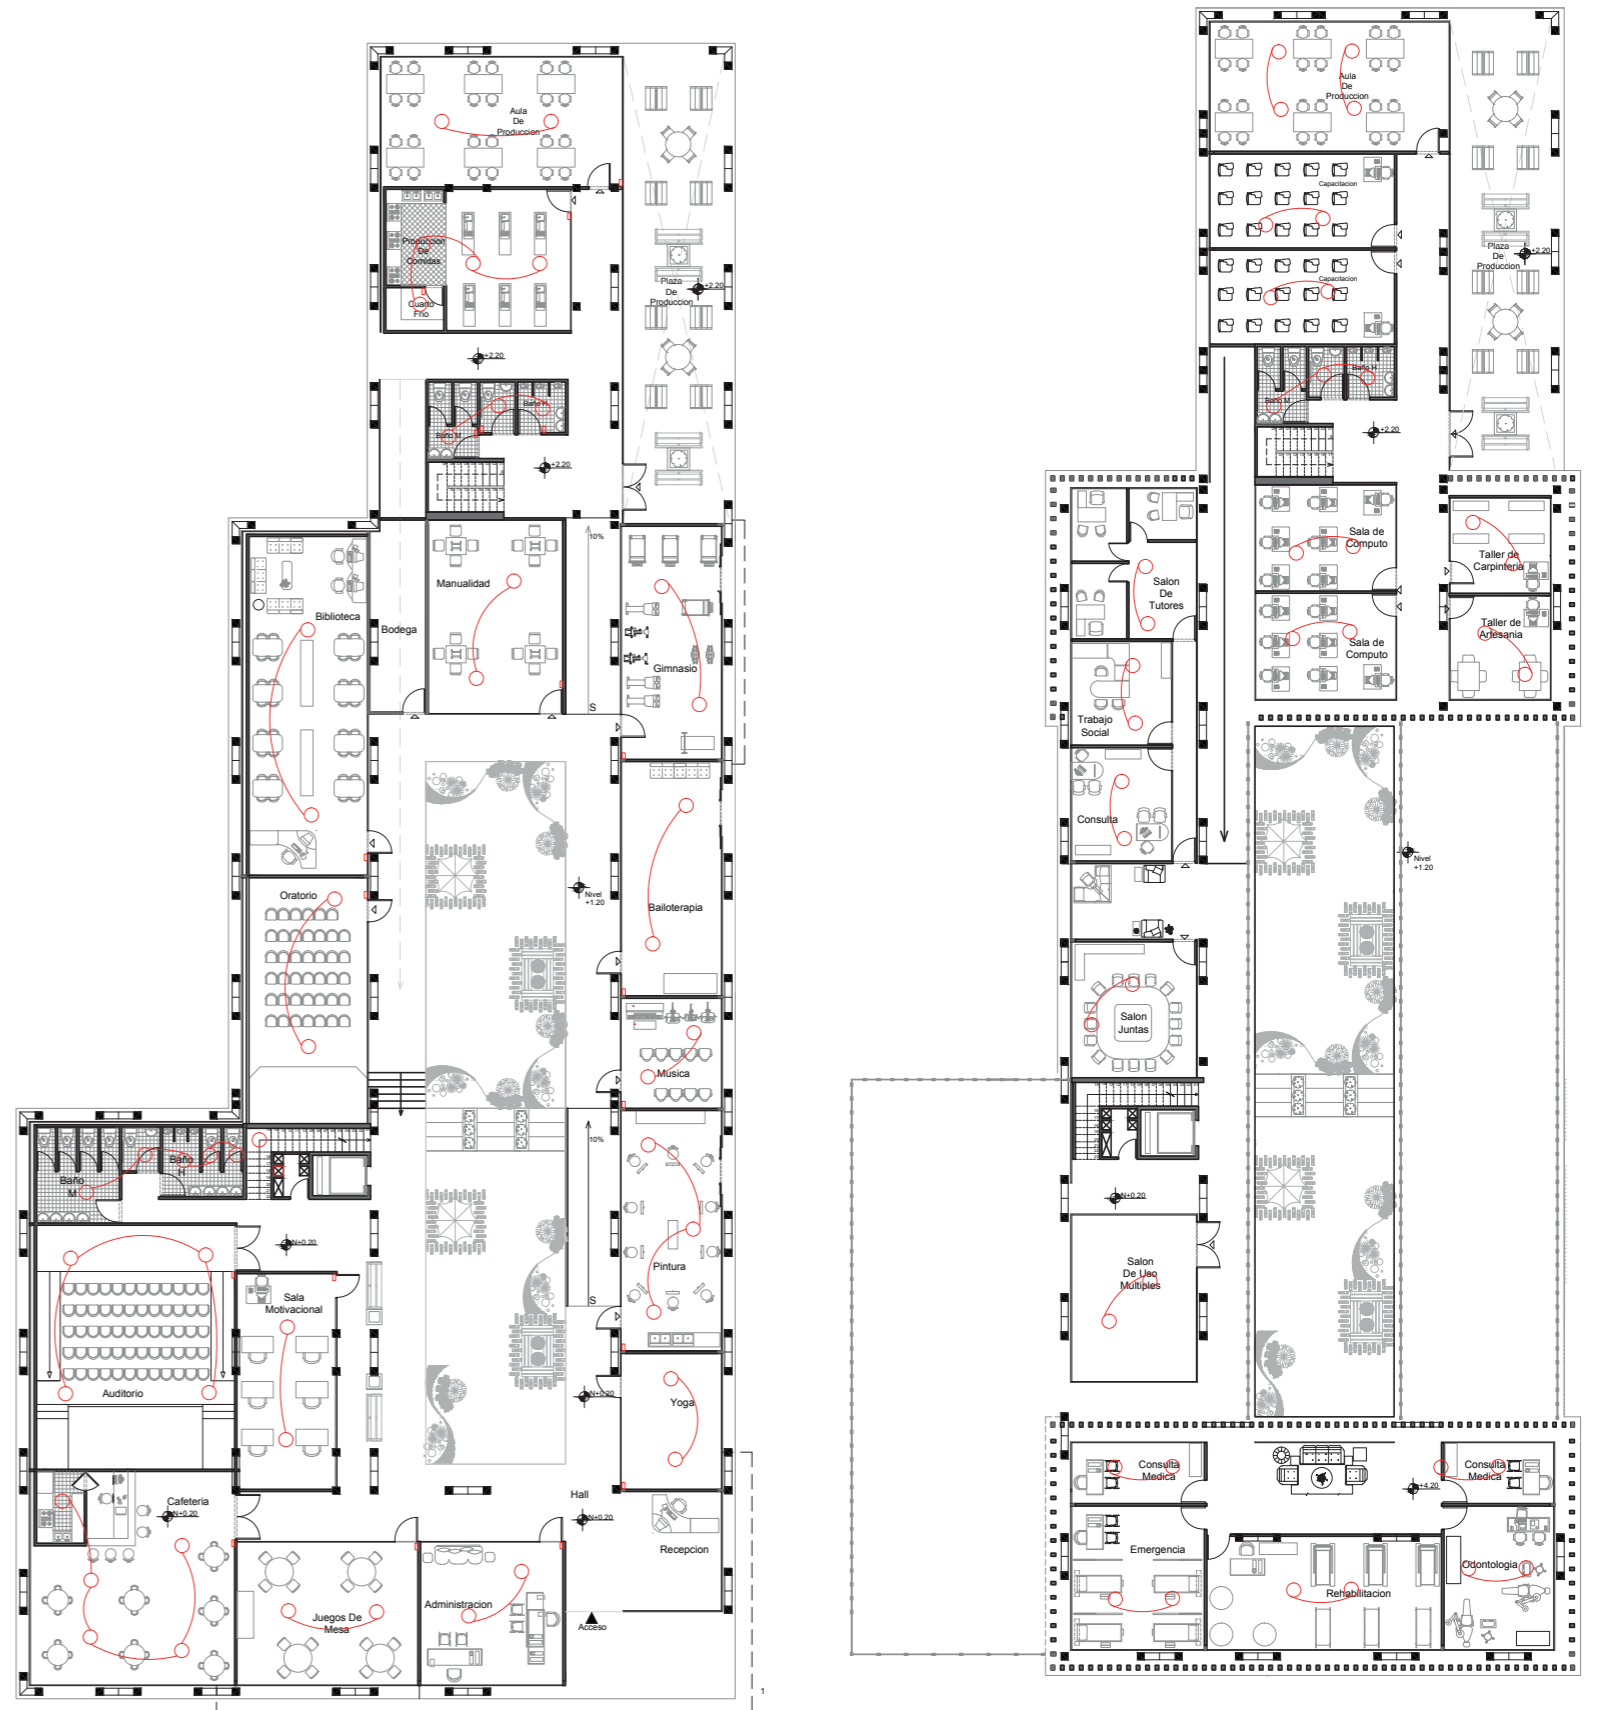 Aula
De
Produccion
Produccion
De
Comidas
Cuarto
Frio
Plaza
De
Produccion
+2.20
+2.20
Baño H
Baño M
+2.20
10%
Manualidad
Biblioteca
Bodega
Gimnasio
S
Oratorio
Nivel
+1.20
Bailoterapia
Musica
10%
Baño
H
Baño
M
N+0.20
Pintura
Sala
Motivacional
S
Auditorio
N+0.20
Yoga
Cafeteria
N+0.20
Hall
N+0.20
Recepcion
Juegos De
Mesa
Administracion
Acceso
1
Aula
De
Produccion
Capacitacion
Plaza
De
Produccion
+2.20
Capacitacion
Baño H
Baño M
+2.20
Sala de
Computo
Taller de
Carpinteria
Salon
De
Tutores
Taller de
Artesania
Sala de
Computo
Trabajo
Social
Consulta
Nivel
+1.20
Salon
Juntas
N+0.20
Salon
De Uso
Multiples
Consulta
Medica
Consulta
Medica
+4.20
Emergencia
Odontologia
Rehabilitacion